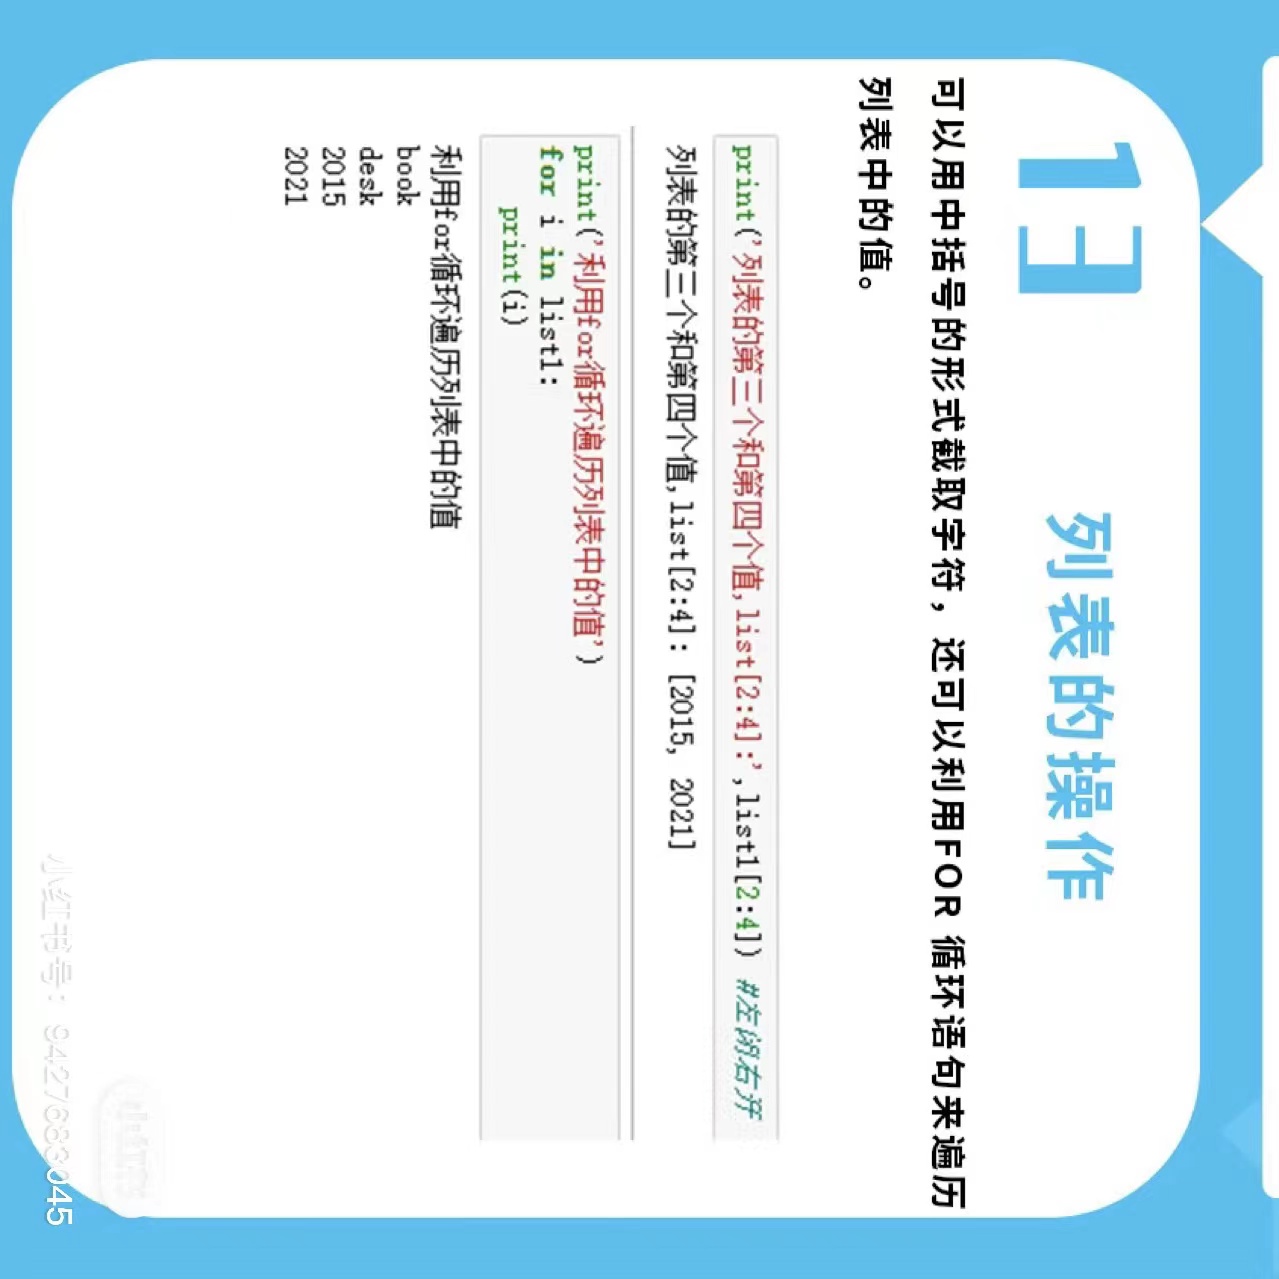 1日
列表的操作
可以用中括号的形式截取字符，还可以利用FOR 循环语句来遍历
列表中的值。
print('列表的第三个和第四个值,list[2:4]:',list1[2:4]) #左闭右开
列表的第三个和第四个值,list[2:4]: [2015, 2021]
print('利用for循环遍历列表中的值')
for i in list1:
print(i)
利用for循环遍历列表中的值
book
desk
2015
2021
小红书号：9427683045